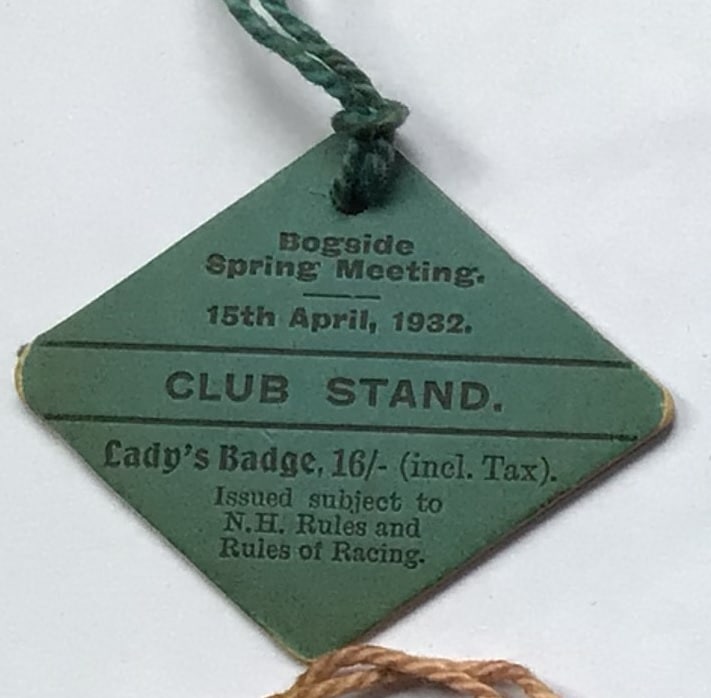 Bogside
Spring Meeting.
15th April, 1932.
CLUB STAND.
Lady's Badge, 16/- (incl. Tax).
Issued subject to
N.H. Rules and
Rules of Racing.